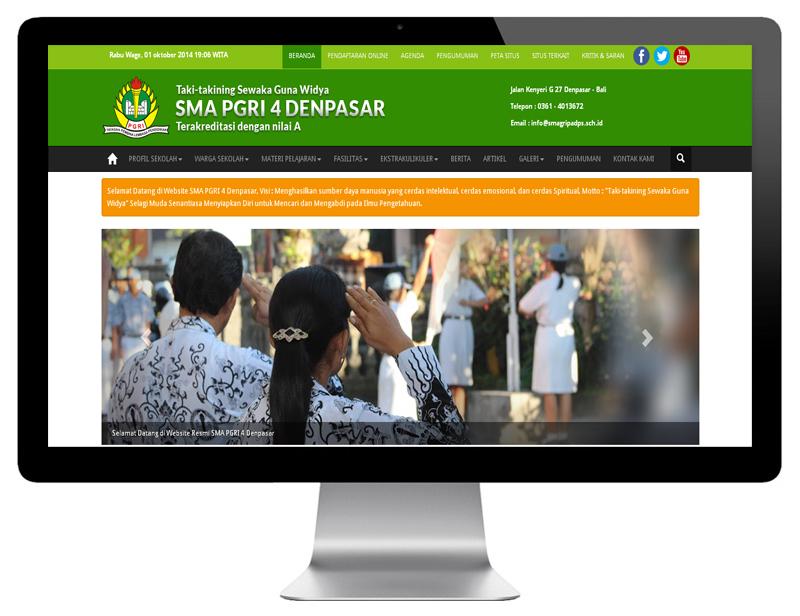 Rabu Wage, 01 oktober 2014 19:06 WITA
BERANDA PENDAFTARAN ONLINE AGENDA PENGUMUMAN PETA SITUS SITUS TERKAIT KRITIK & SARAN
f You Tube
PGRI
Taki-takining Sewaka Guna Widya
SMA PGRI 4 DENPASAR
Terakreditasi dengan nilai A
Jalan Kenyeri G 27 Denpasar - Bali
Telepon : 0361 - 4013672
Email : info@smagripadps.sch.id
PROFIL SEKOLAH WARGA SEKOLAH MATERI PELAJARAN FASILITAS EKSTRAKULIKULER BERITA ARTIKEL GALERI PENGUMUMAN KONTAK KAMI
Selamat Datang di Website SMA PGRI 4 Denpasar, Visi : Menghasilkan sumber daya manusia yang cerdas intelektual, cerdas emosional, dan cerdas Spiritual, Motto : "Taki-takining Sewaka Guna
Widya" Selagi Muda Senantiasa Menyiapkan Diri untuk Mencari dan Mengabdi pada Ilmu Pengetahuan.
Selamat Datang di Website Resmi SMA PGRI 4 Denpasar